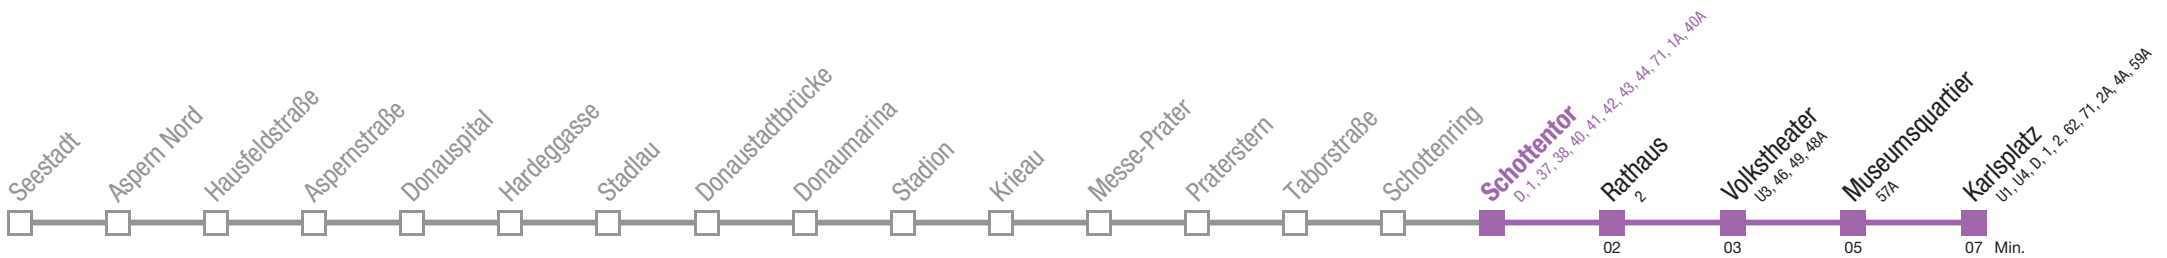 Seestadt
Aspern Nord
Hausfeldstraße
Aspernstraße
Donauspital
Hardeggasse
Stadlau
Donaustadtbrücke
Donaumarina
Stadion
Krieau
Messe-Prater
Praterstern
Taborstraße
Schottenring
Schottentor
D, 1, 37, 38, 40, 41, 42, 43, 44, 71, 1A, 40A
Rathaus
2
Volkstheater
U3, 46, 49, 48A
Museumsquartier
57A
Karlsplatz
U1, U4, D, 1, 2, 62, 71, 2A, 4A, 59A
02 03 05 07 Min.